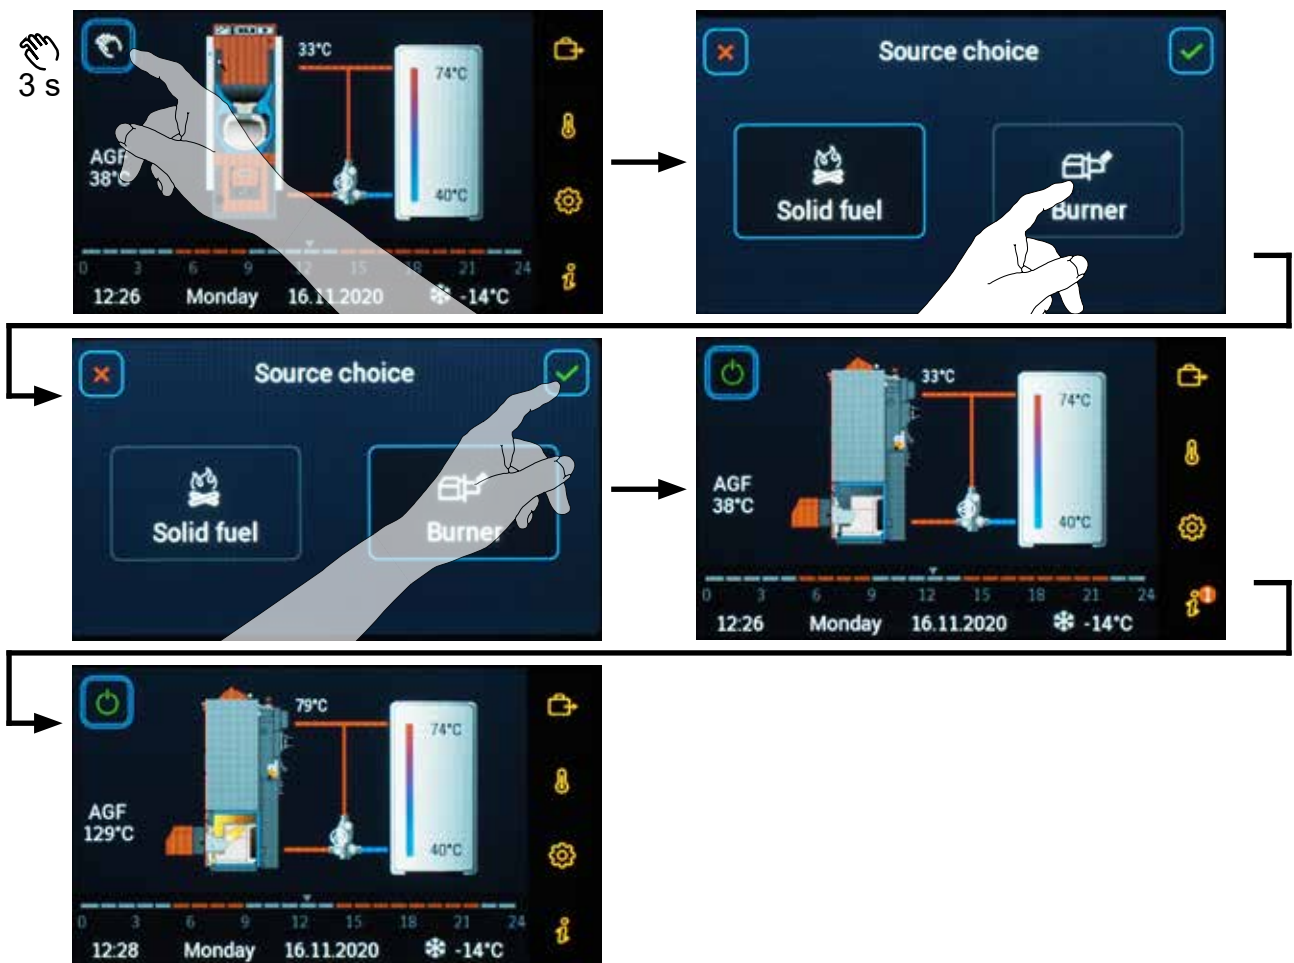 3 s
33°C
74°C
AGF
38°C
40°C
0 3 6 9 12 15 18 21 24
12:26 Monday 16.11.2020 -14°C
Source choice
Solid fuel
Burner
Source choice
Solid fuel
Burner
33°C
74°C
AGF
38°C
40°C
0 3 6 9 12 15 18 21 24
1
12:26 Monday 16.11.2020 -14°C
79°C
74°C
AGF
129°C
40°C
0 3 6 9 12 15 18 21 24
12:28 Monday 16.11.2020 -14°C